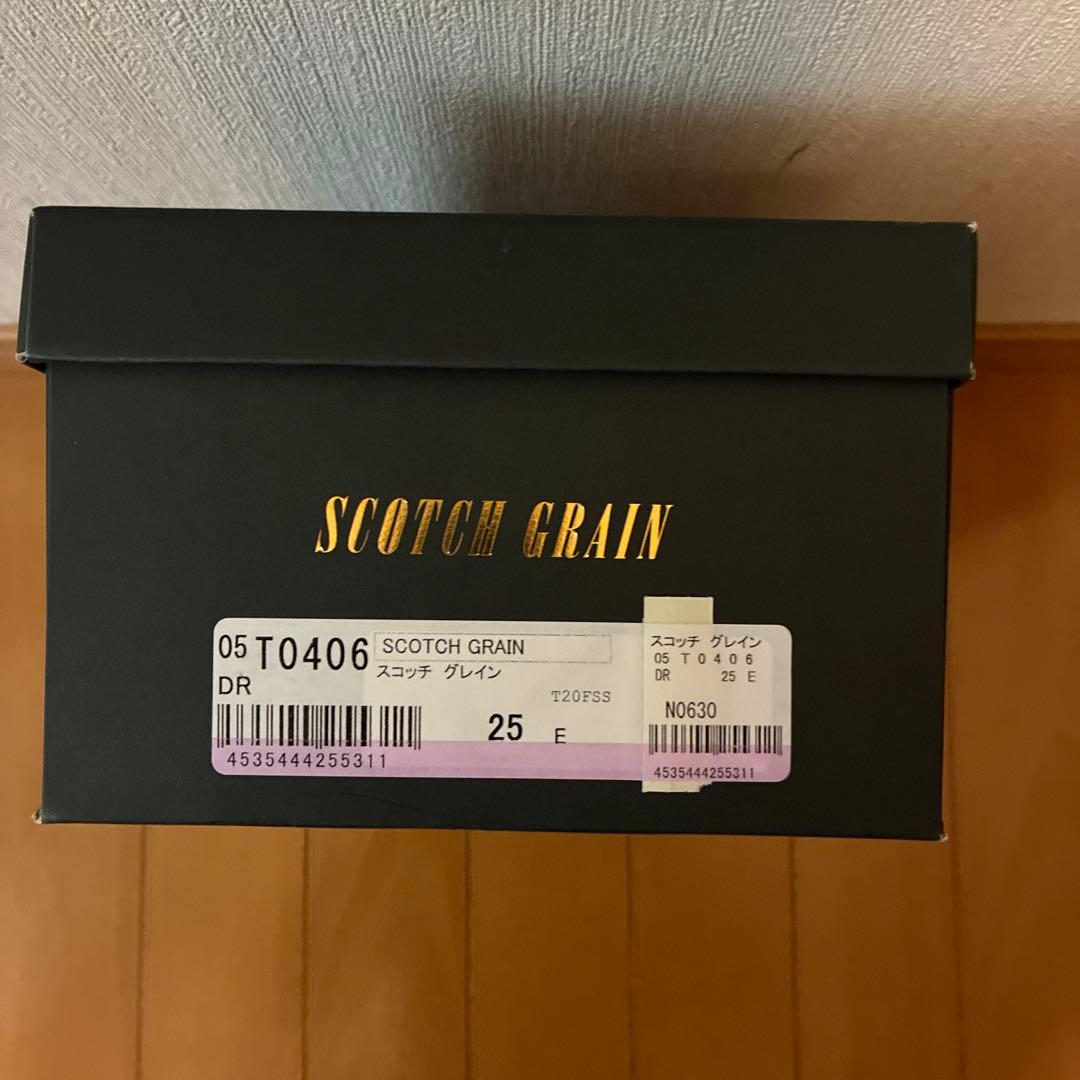 SCOTCH GRAIN
05 T0406 SCOTCH GRAIN
スコッチ グレイン
DR
T20FSS
25 E
4535444255311
スコッチ グレイン
05 T0406
DR 25 E
N0630
4535444255311